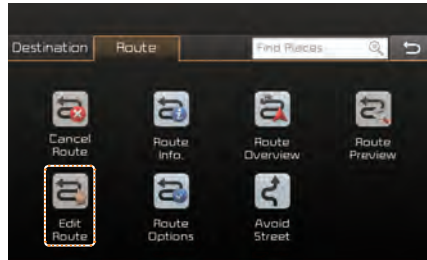 Destination
Route
Find Places
Cancel
Route
Route
Info.
Route
Overview
Route
Preview
Edit
Route
Route
Options
Avoid
Street